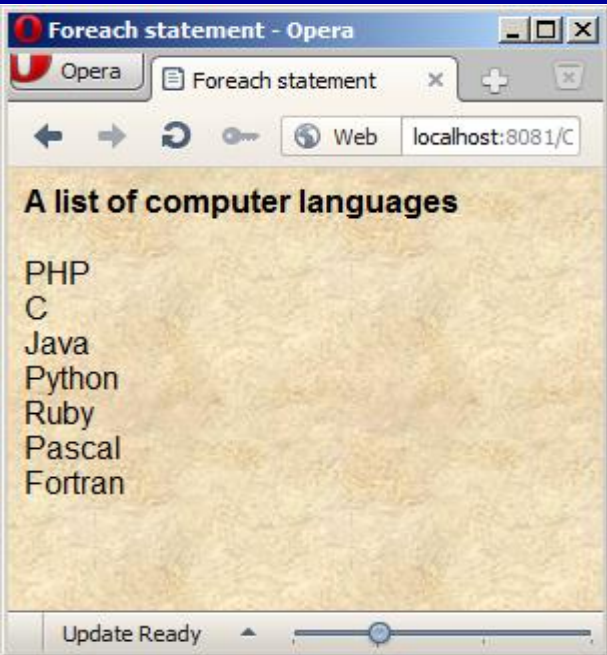 Foreach statement - Opera
Opera
Foreach statement
Web
localhost:8081/C
A list of computer languages
PHP
C
Java
Python
Ruby
Pascal
Fortran
Update Ready